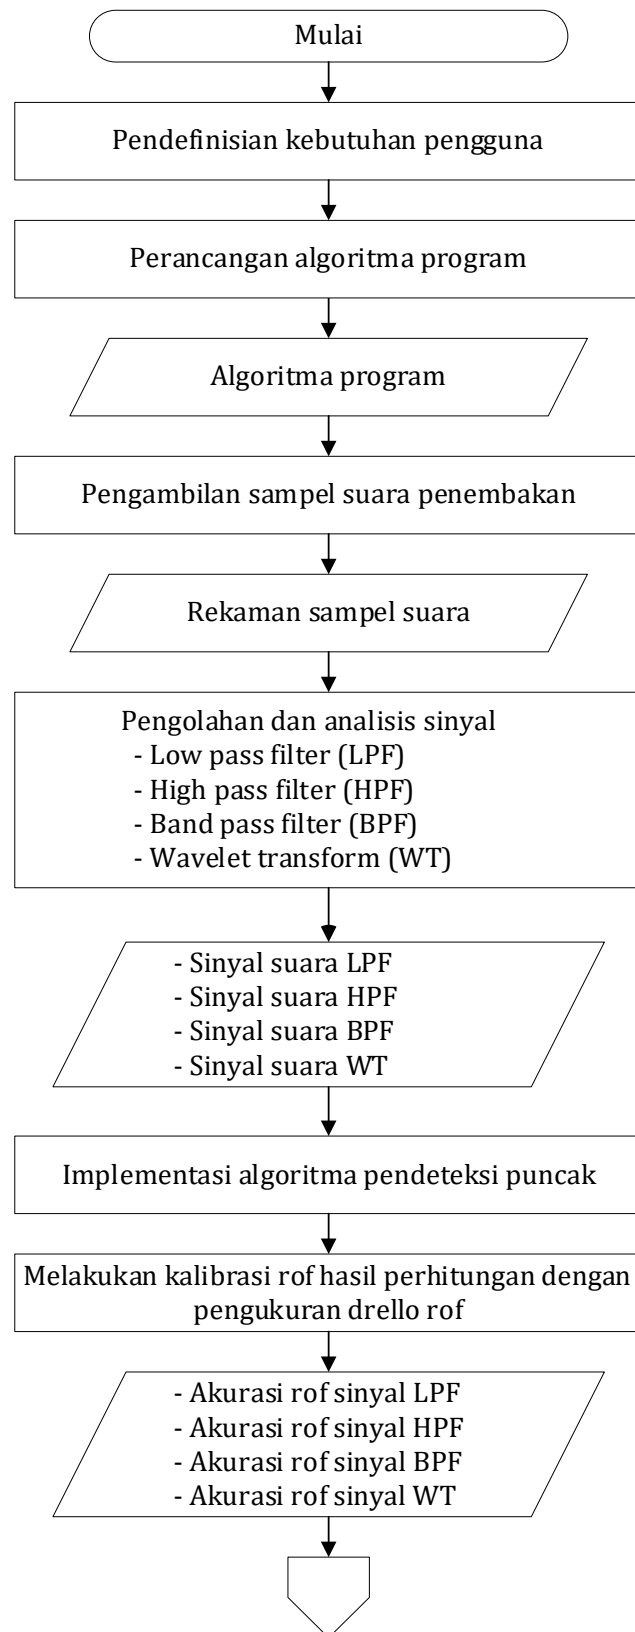 Mulai
Pendefinisian kebutuhan pengguna
Perancangan algoritma program
Algoritma program
Pengambilan sampel suara penembakan
Rekaman sampel suara
Pengolahan dan analisis sinyal
- Low pass filter (LPF)
- High pass filter (HPF)
- Band pass filter (BPF)
- Wavelet transform (WT)
- Sinyal suara LPF
- Sinyal suara HPF
- Sinyal suara BPF
- Sinyal suara WT
Implementasi algoritma pendeteksi puncak
Melakukan kalibrasi rof hasil perhitungan dengan
pengukuran drello rof
- Akurasi rof sinyal LPF
- Akurasi rof sinyal HPF
- Akurasi rof sinyal BPF
- Akurasi rof sinyal WT